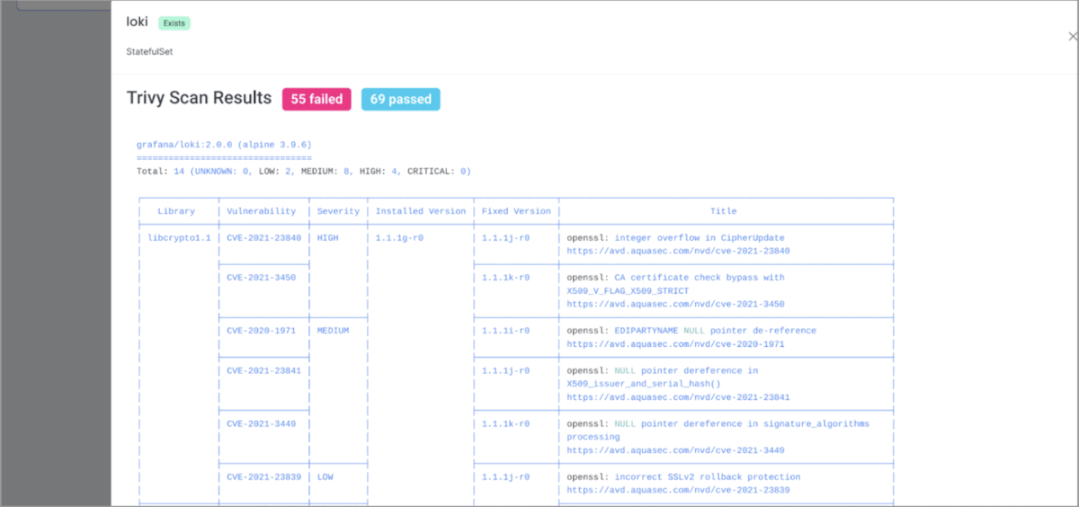 loki Exists
StatefulSet
Trivy Scan Results 55 failed 69 passed
grafana/loki:2.0.0 (alpine 3.9.6)
=================================
Total: 14 (UNKNOWN: 0, LOW: 2, MEDIUM: 8, HIGH: 4, CRITICAL: 0)
Library Vulnerability Severity Installed Version Fixed Version Title
libcrypto1.1 CVE-2021-23840 HIGH 1.1.1g-r0 1.1.1j-r0 openssl: integer overflow in CipherUpdate
https://avd.aquasec.com/nvd/cve-2021-23840
CVE-2021-3450 1.1.1k-r0 openssl: CA certificate check bypass with
X509_V_FLAG_X509_STRICT
https://avd.aquasec.com/nvd/cve-2021-3450
CVE-2020-1971 MEDIUM 1.1.1i-r0 openssl: EDIPARTYNAME NULL pointer de-reference
https://avd.aquasec.com/nvd/cve-2020-1971
CVE-2021-23841 1.1.1j-r0 openssl: NULL pointer dereference in
X509_issuer_and_serial_hash()
https://avd.aquasec.com/nvd/cve-2021-23841
CVE-2021-3449 1.1.1k-r0 openssl: NULL pointer dereference in signature_algorithms
processing
https://avd.aquasec.com/nvd/cve-2021-3449
CVE-2021-23839 LOW 1.1.1j-r0 openssl: incorrect SSLv2 rollback protection
https://avd.aquasec.com/nvd/cve-2021-23839